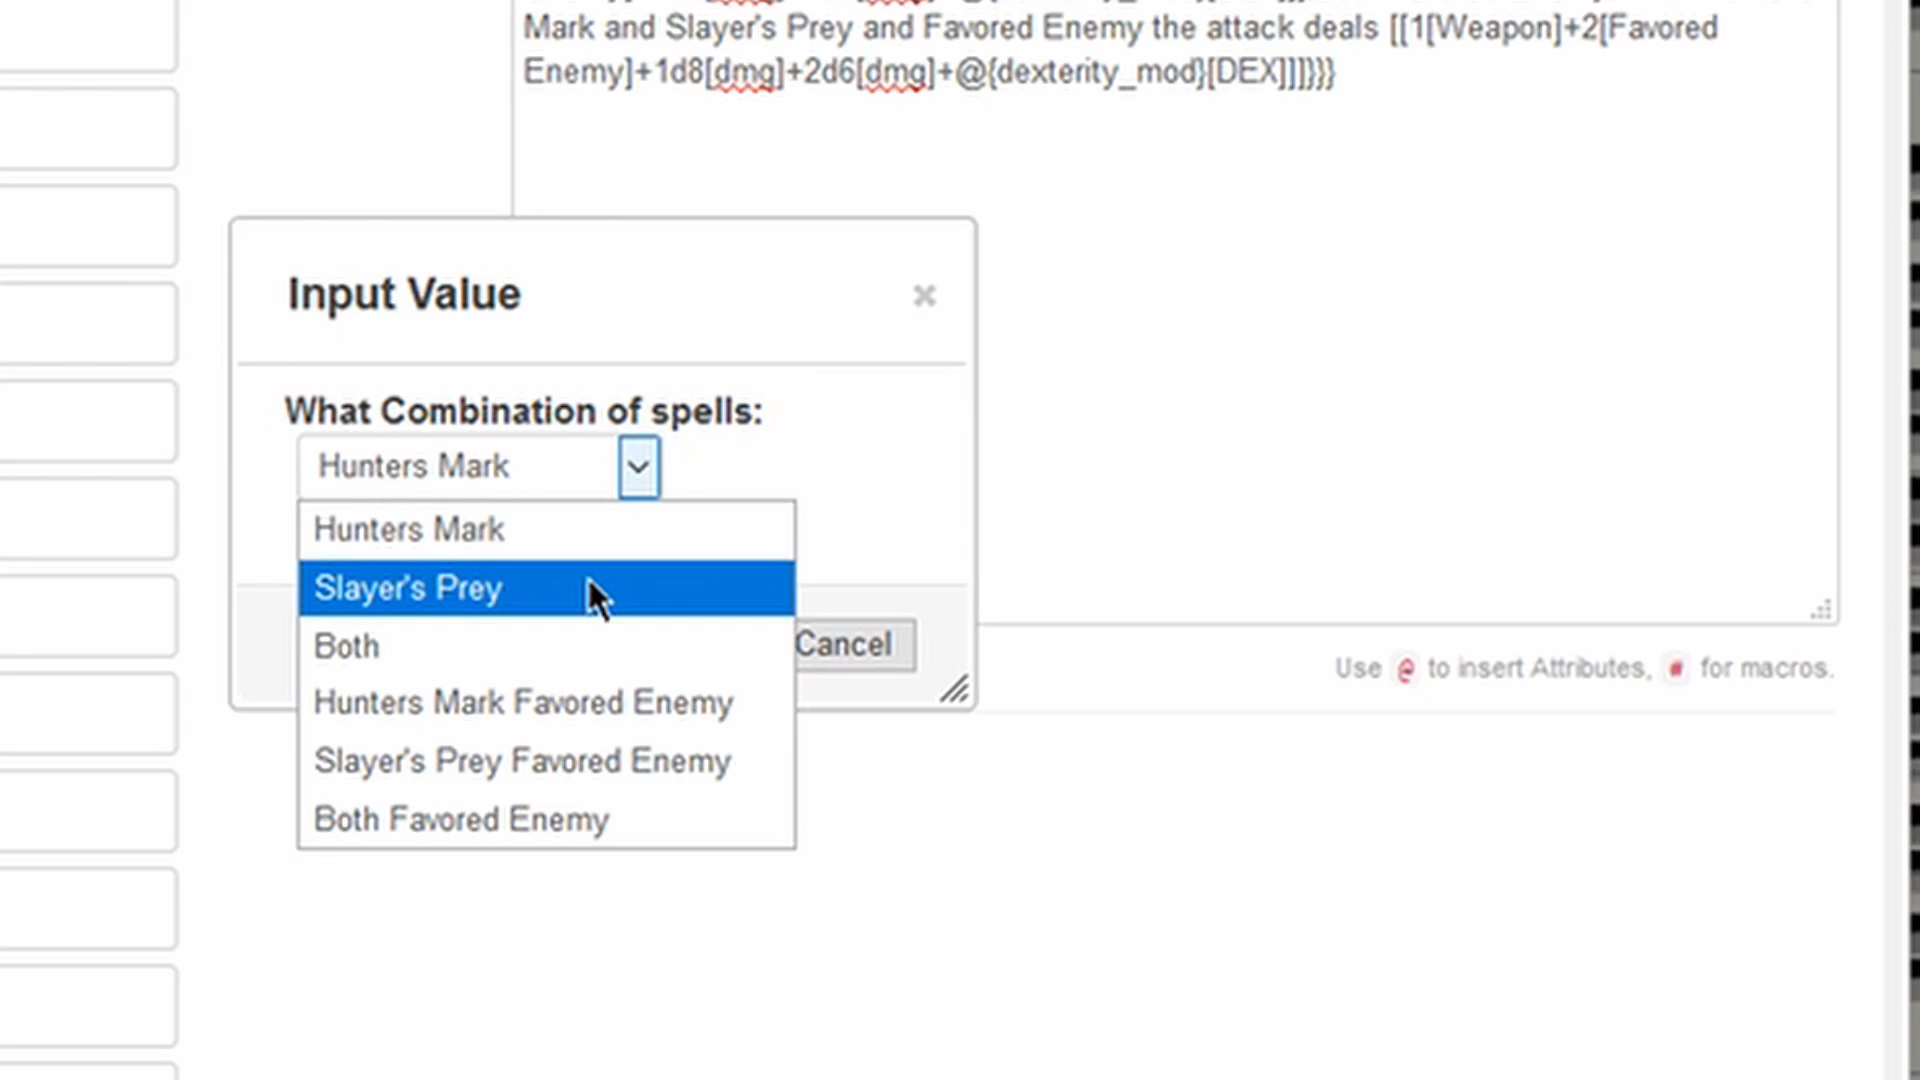 Mark and Slayer's Prey and Favored Enemy the attack deals [[1[Weapon]+2[Favored
Enemy]+1d8[dmg]+2d6[dmg]+@{dexterity_mod}[DEX]]]}}}
Input Value
What Combination of spells:
Hunters Mark
Hunters Mark
Slayer's Prey
Both
Cancel
Hunters Mark Favored Enemy
Slayer's Prey Favored Enemy
Both Favored Enemy
Use @ to insert Attributes, # for macros.